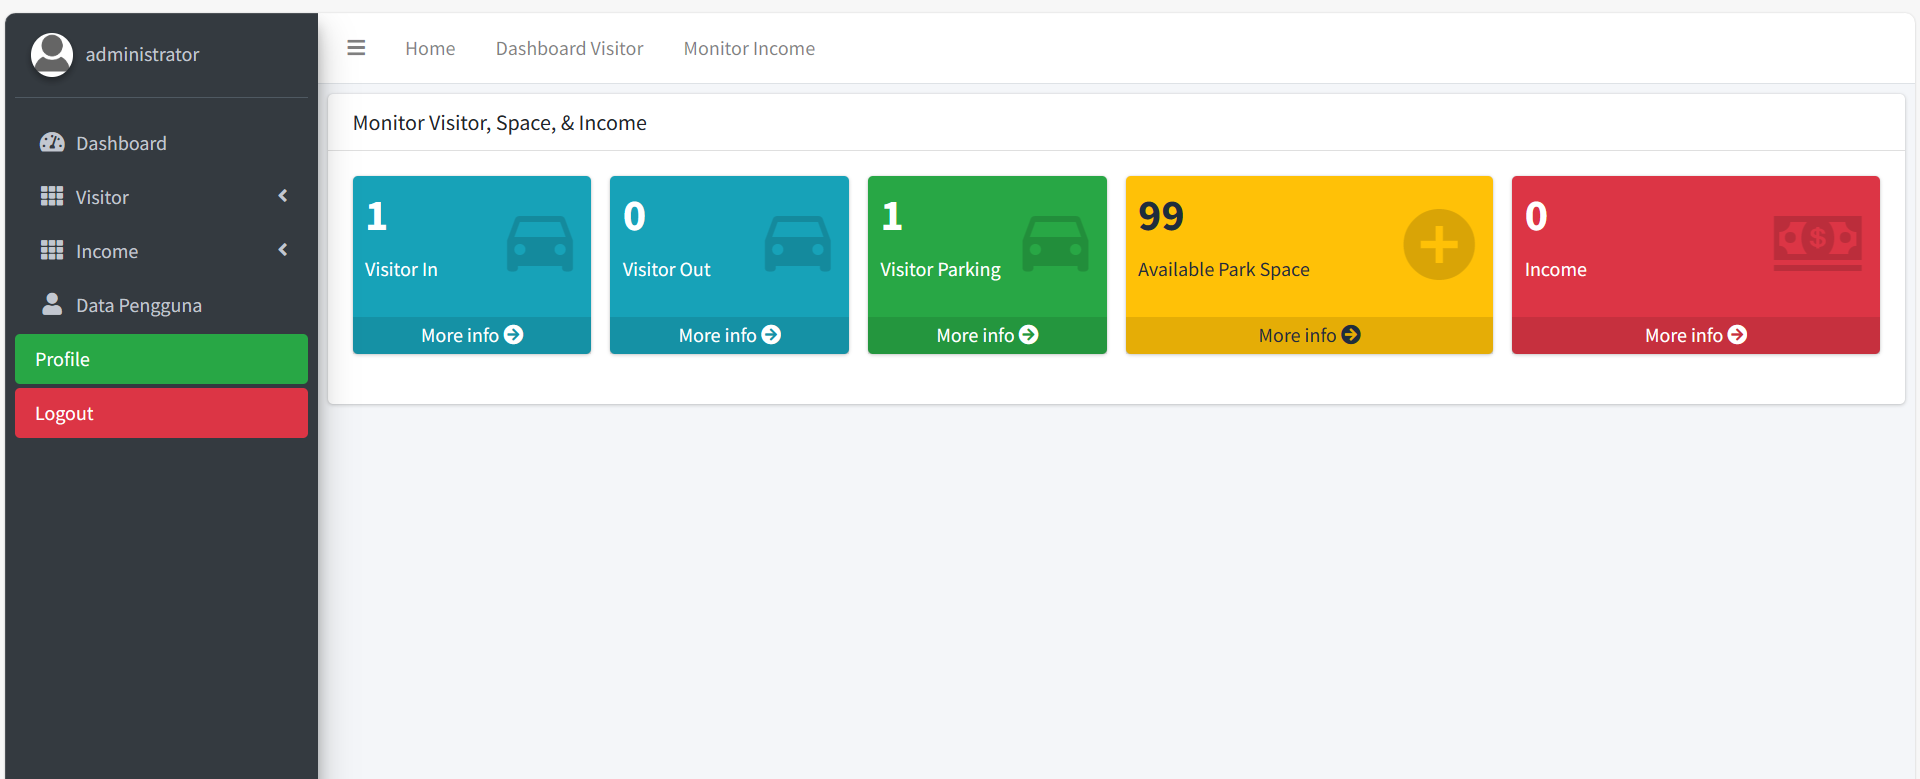 administrator
Home Dashboard Visitor Monitor Income
Dashboard
Visitor
Income
Data Pengguna
Profile
Logout
Monitor Visitor, Space, & Income
1
Visitor In
More info
0
Visitor Out
More info
1
Visitor Parking
More info
99
Available Park Space
More info
0
Income
$
More info